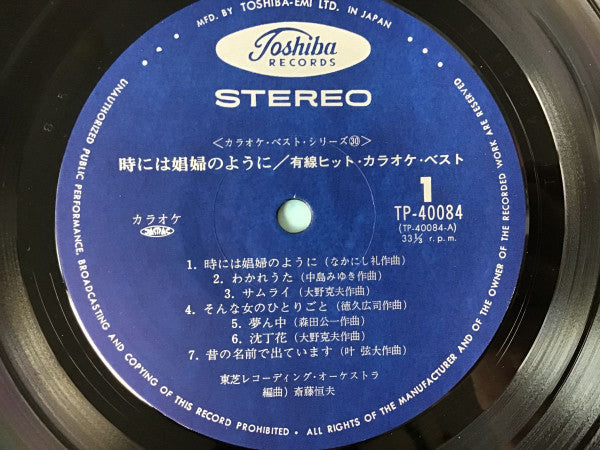 MFD. BY TOSHIBA-EMI LTD. IN JAPAN
Toshiba
RECORDS
STEREO
<カラオケ・ベスト・シリーズ㉚>
時には娼婦のように/有線ヒット・カラオケ・ベスト
1
TP-40084
(TP-40084-A)
33⅓ r.p.m.
カラオケ
1. 時には娼婦のように(なかにし礼作曲)
2. わかれうた(中島みゆき作曲)
3. サムライ(大野克夫作曲)
4. そんな女のひとりごと(徳久広司作曲)
5. 夢ん中(森田公一作曲)
6. 沈丁花(大野克夫作曲)
7. 昔の名前で出ています(叶 弦大作曲)
東芝レコーディング・オーケストラ
編曲) 斎藤恒夫
UNAUTHORIZED PUBLIC PERFORMANCE, BROADCASTING AND COPYING OF THIS RECORD PROHIBITED • ALL RIGHTS OF THE MANUFACTURER AND OF THE OWNER OF THE RECORDED WORK ARE RESERVED